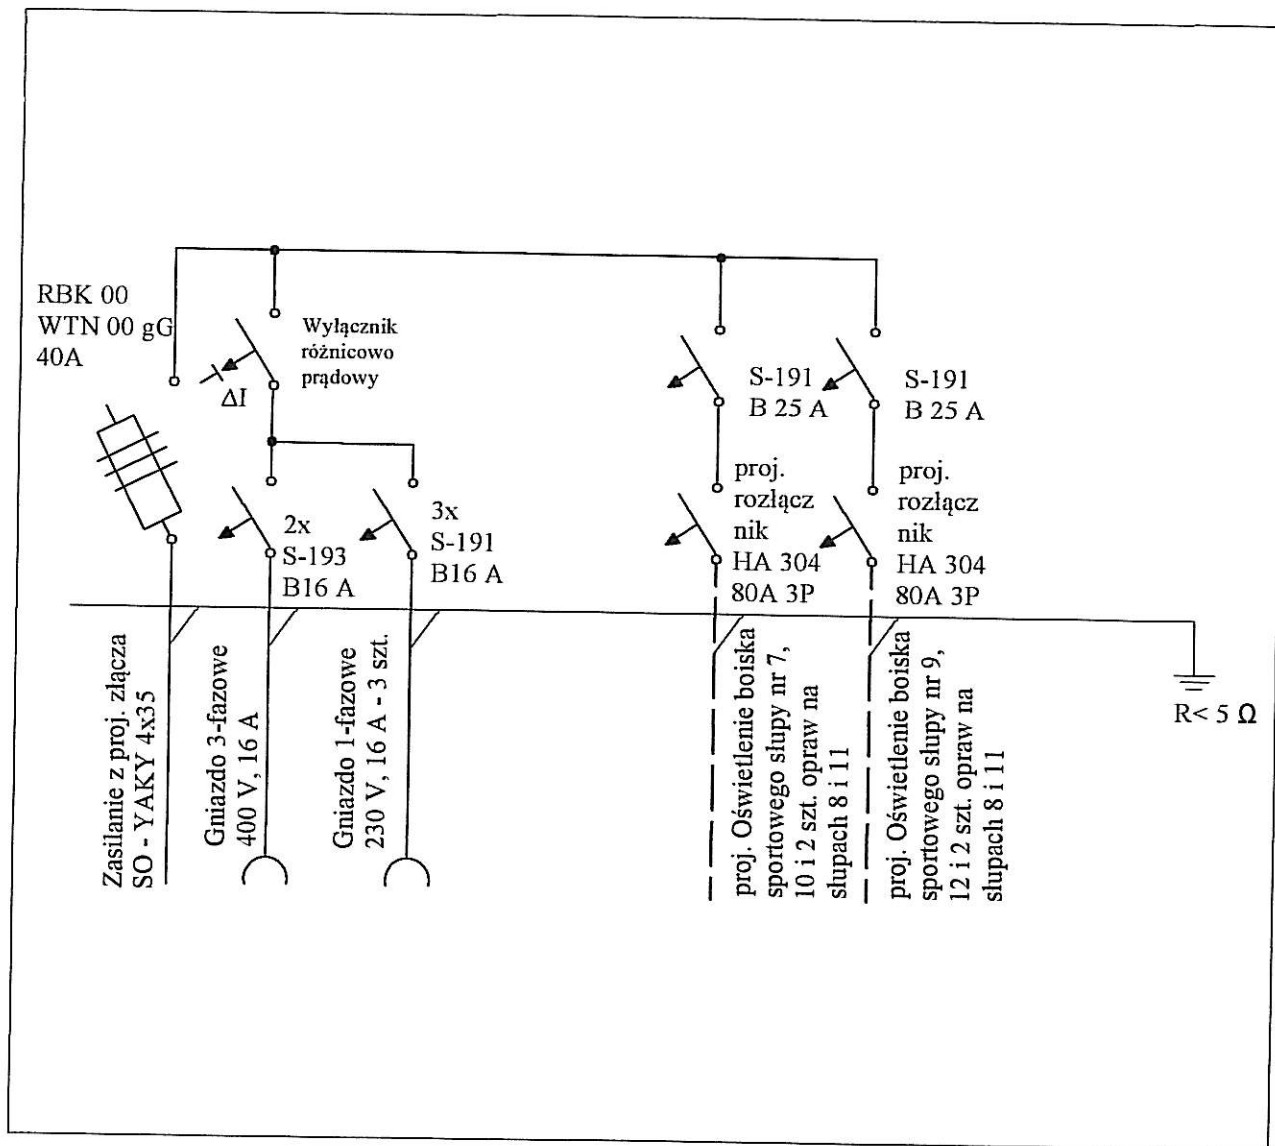 RBK 00
WTN 00 gG
40A
Wyłącznik
różnicowo
prądowy
ΔI
2x
S-193
B16 A
3x
S-191
B16 A
S-191
B 25 A
S-191
B 25 A
proj.
rozłącz
nik
HA 304
80A 3P
proj.
rozłącz
nik
HA 304
80A 3P
Zasilanie z proj. złącza
SO - YAKY 4x35
Gniazdo 3-fazowe
400 V, 16 A
Gniazdo 1-fazowe
230 V, 16 A - 3 szt.
proj. Oświetlenie boiska
sportowego słupy nr 7,
10 i 2 szt. opraw na
słupach 8 i 11
proj. Oświetlenie boiska
sportowego słupy nr 9,
12 i 2 szt. opraw na
słupach 8 i 11
R< 5 Ω